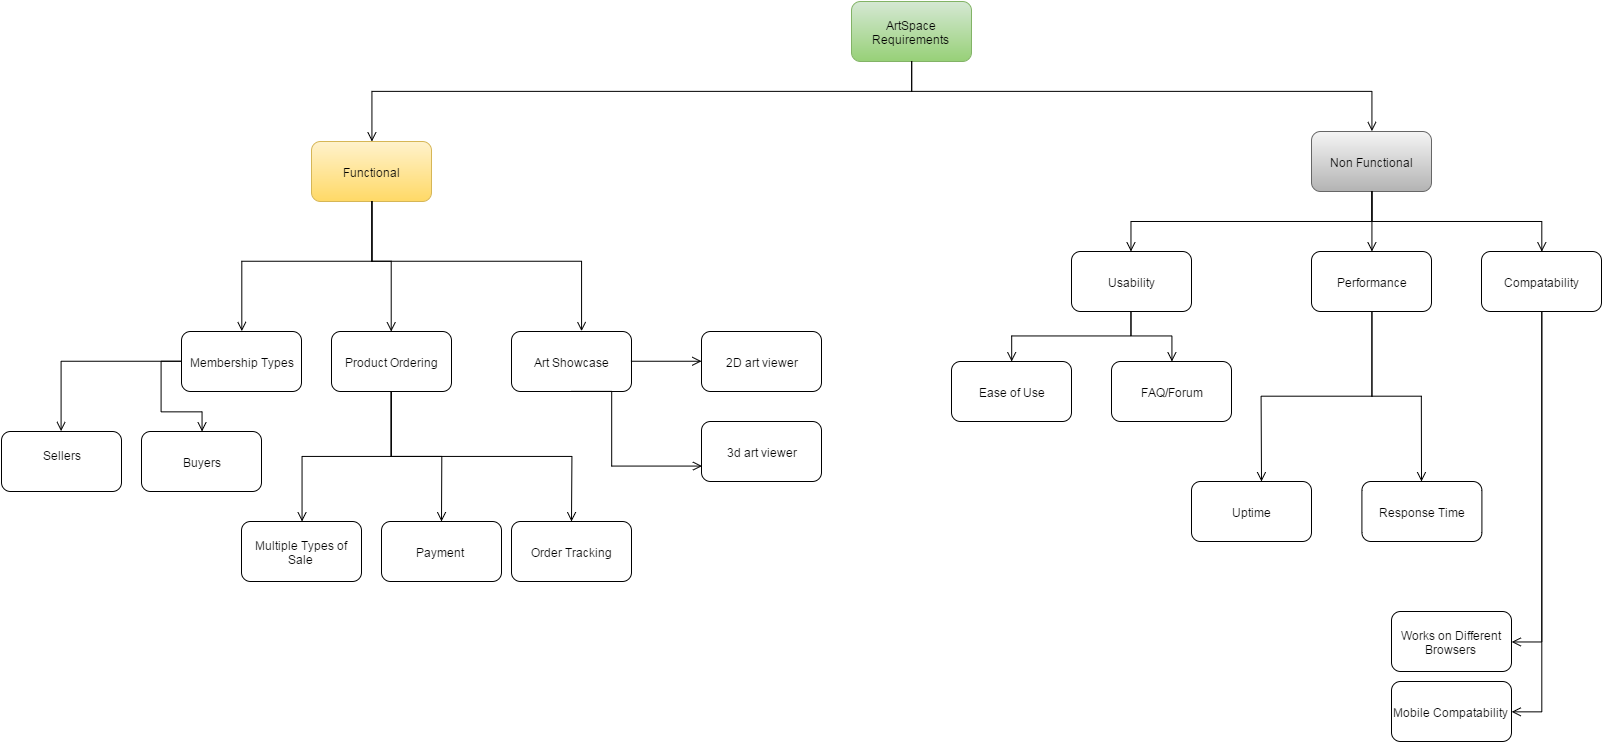 ArtSpace
Requirements
Functional
Non Functional
Usability
Performance
Compatability
Membership Types
Product Ordering
Art Showcase
2D art viewer
Ease of Use
FAQ/Forum
Sellers
Buyers
3d art viewer
Multiple Types of
Sale
Payment
Order Tracking
Uptime
Response Time
Works on Different
Browsers
Mobile Compatability